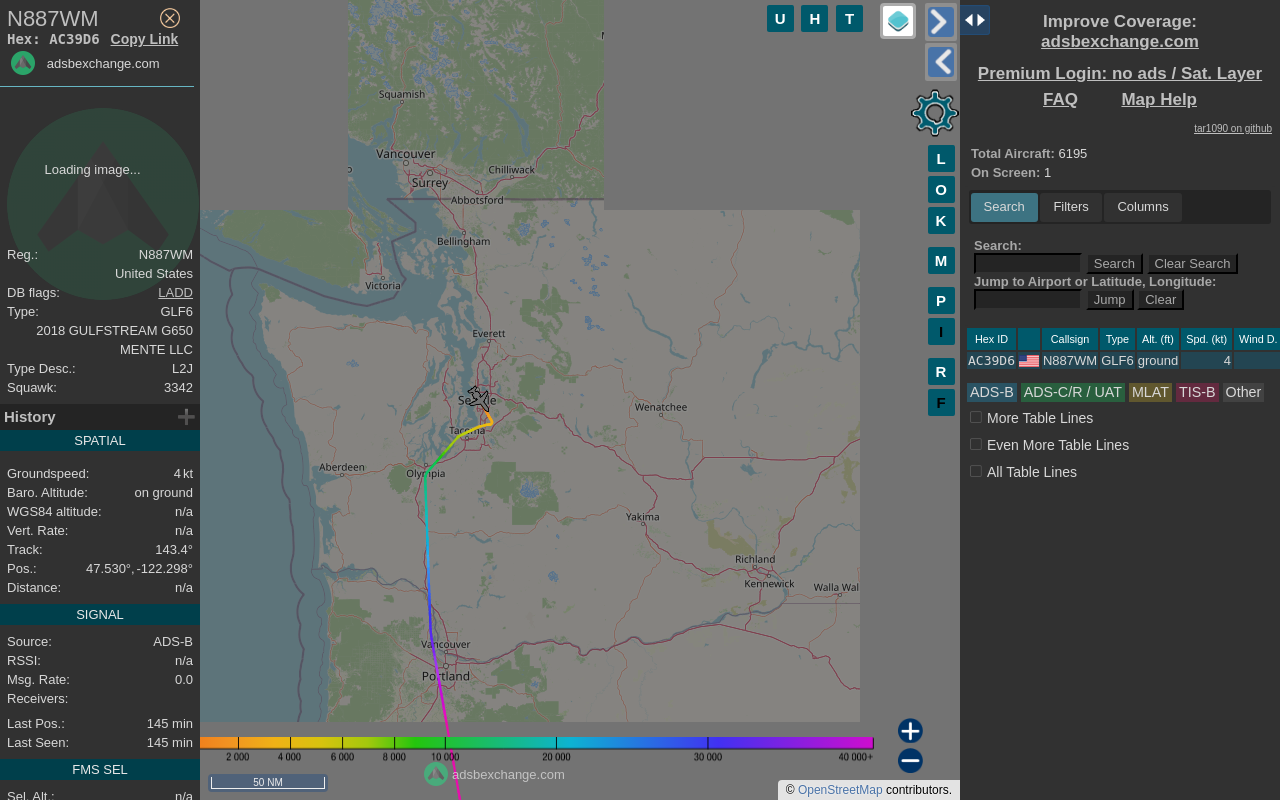 N887WM
Hex: AC39D6 Copy Link
adsbexchange.com
Loading image...
Reg.: N887WM
United States
DB flags: LADD
Type: GLF6
2018 GULFSTREAM G650
MENTE LLC
Type Desc.: L2J
Squawk: 3342
History
SPATIAL
Groundspeed: 4 kt
Baro. Altitude: on ground
WGS84 altitude: n/a
Vert. Rate: n/a
Track: 143.4°
Pos.: 47.530°, -122.298°
Distance: n/a
SIGNAL
Source: ADS-B
RSSI: n/a
Msg. Rate: 0.0
Receivers:
Last Pos.: 145 min
Last Seen: 145 min
FMS SEL
Sel. Alt.: n/a
U H T
L
O
K
M
P
I
R
F
Squamish
Vancouver
Surrey
Chilliwack
Abbotsford
Bellingham
Victoria
Everett
Wenatchee
Tacoma
Aberdeen
Olympia
Yakima
Richland
Kennewick
Walla Wal
Vancouver
Portland
2 000 4 000 6 000 8 000 10 000 20 000 30 000 40 000+
adsbexchange.com
50 NM
© OpenStreetMap contributors.
Improve Coverage:
adsbexchange.com
Premium Login: no ads / Sat. Layer
FAQ Map Help
tar1090 on github
Total Aircraft: 6195
On Screen: 1
Search Filters Columns
Search:
Search Clear Search
Jump to Airport or Latitude, Longitude:
Jump Clear
Hex ID Callsign Type Alt. (ft) Spd. (kt) Wind D.
AC39D6 N887WM GLF6 ground 4
ADS-B ADS-C/R / UAT MLAT TIS-B Other
More Table Lines
Even More Table Lines
All Table Lines